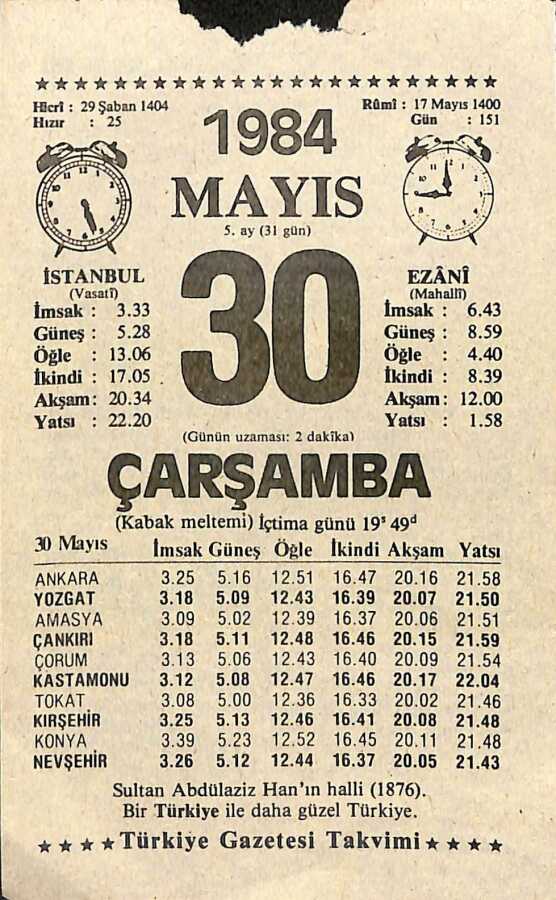 ★★★★★★★★★★★★★★★★★★★★★★★★
Hicrî : 29 Şaban 1404
Hızır : 25
Rûmî : 17 Mayıs 1400
Gün : 151
1984
MAYIS
5. ay (31 gün)
30
İSTANBUL
(Vasatî)
İmsak : 3.33
Güneş : 5.28
Öğle : 13.06
İkindi : 17.05
Akşam: 20.34
Yatsı : 22.20
EZÂNÎ
(Mahallî)
İmsak : 6.43
Güneş : 8.59
Öğle : 4.40
İkindi : 8.39
Akşam: 12.00
Yatsı : 1.58
(Günün uzaması: 2 dakîka)
ÇARŞAMBA
(Kabak meltemi) İçtima günü 19ˢ 49ᵈ
30 Mayıs İmsak Güneş Öğle İkindi Akşam Yatsı
ANKARA 3.25 5.16 12.51 16.47 20.16 21.58
YOZGAT 3.18 5.09 12.43 16.39 20.07 21.50
AMASYA 3.09 5.02 12.39 16.37 20.06 21.51
ÇANKIRI 3.18 5.11 12.48 16.46 20.15 21.59
ÇORUM 3.13 5.06 12.43 16.40 20.09 21.54
KASTAMONU 3.12 5.08 12.47 16.46 20.17 22.04
TOKAT 3.08 5.00 12.36 16.33 20.02 21.46
KIRŞEHİR 3.25 5.13 12.46 16.41 20.08 21.48
KONYA 3.39 5.23 12.52 16.45 20.11 21.48
NEVŞEHİR 3.26 5.12 12.44 16.37 20.05 21.43
Sultan Abdülaziz Han'ın halli (1876).
Bir Türkiye ile daha güzel Türkiye.
★★★★Türkiye Gazetesi Takvimi★★★★